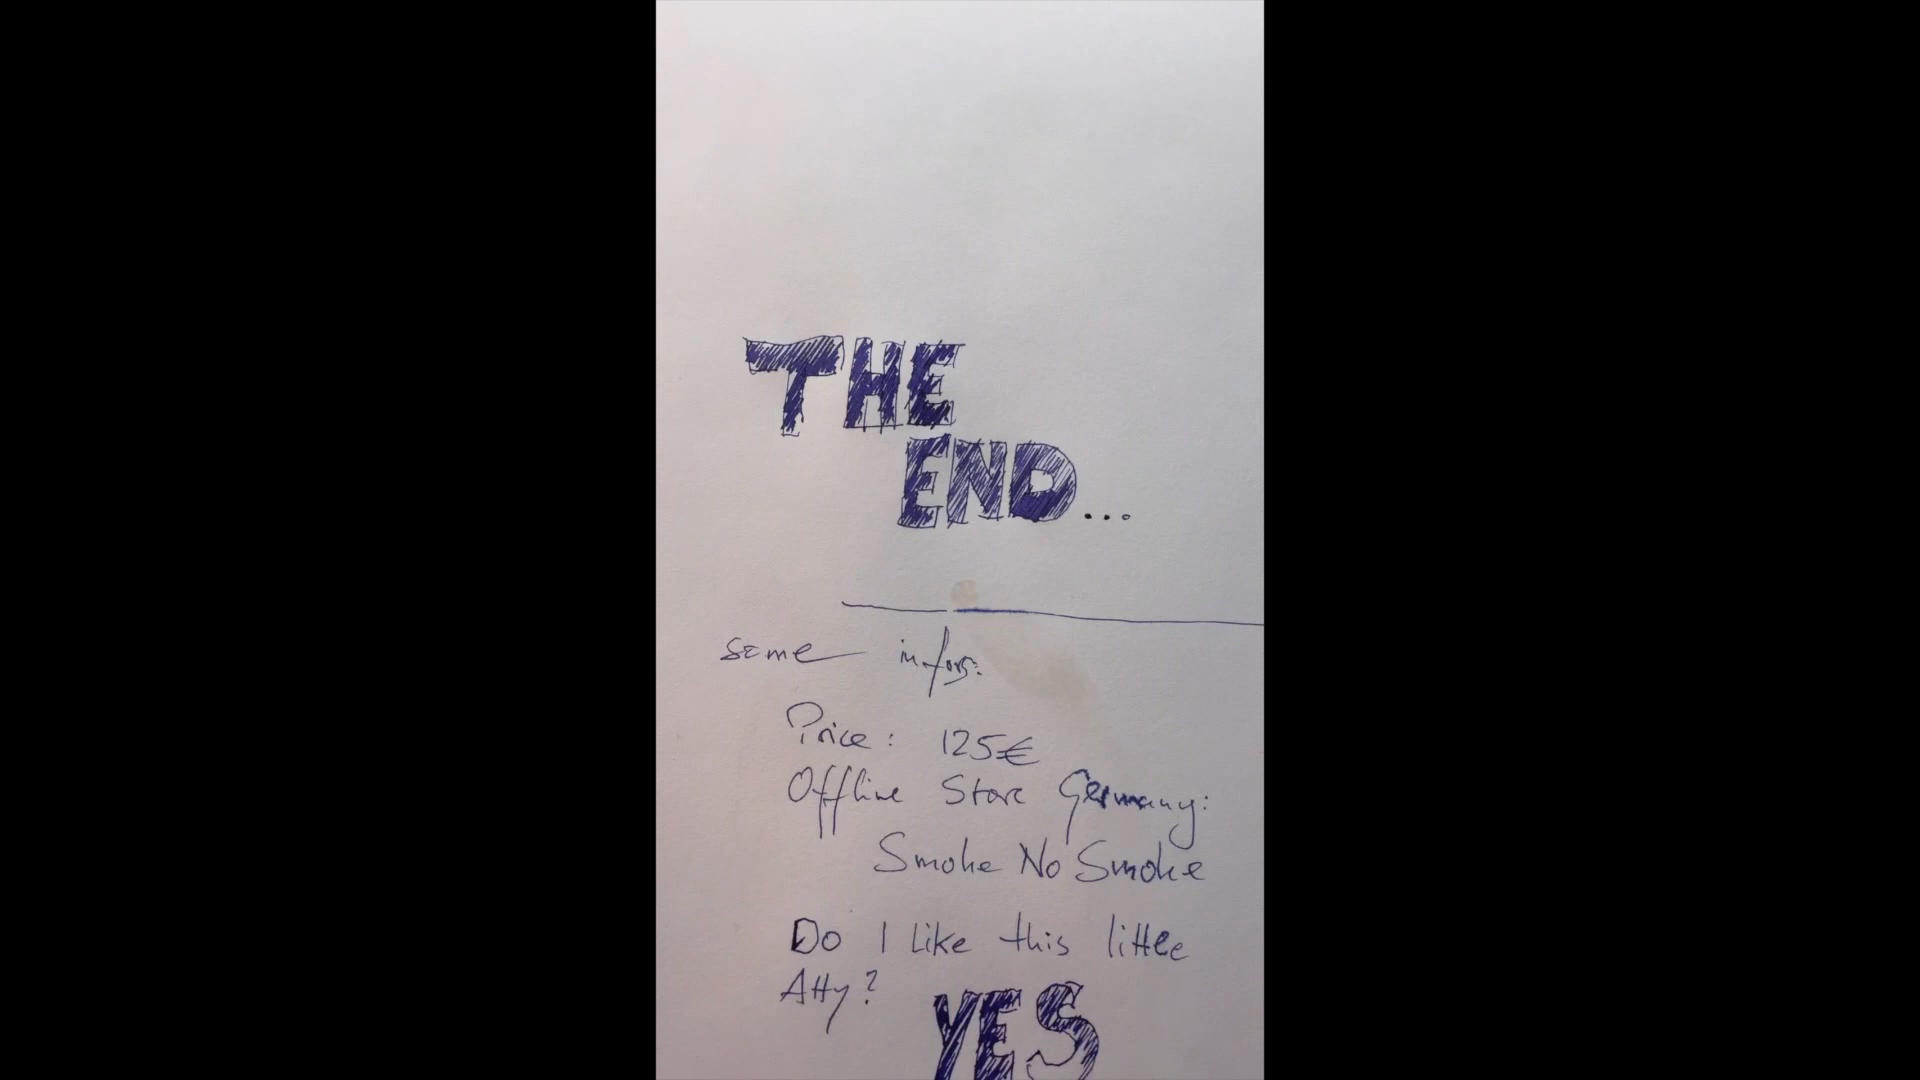 THE
END...
some infos:
Price: 125€
Offline Store Germany:
Smoke No Smoke
Do I like this little
Atty?
YES